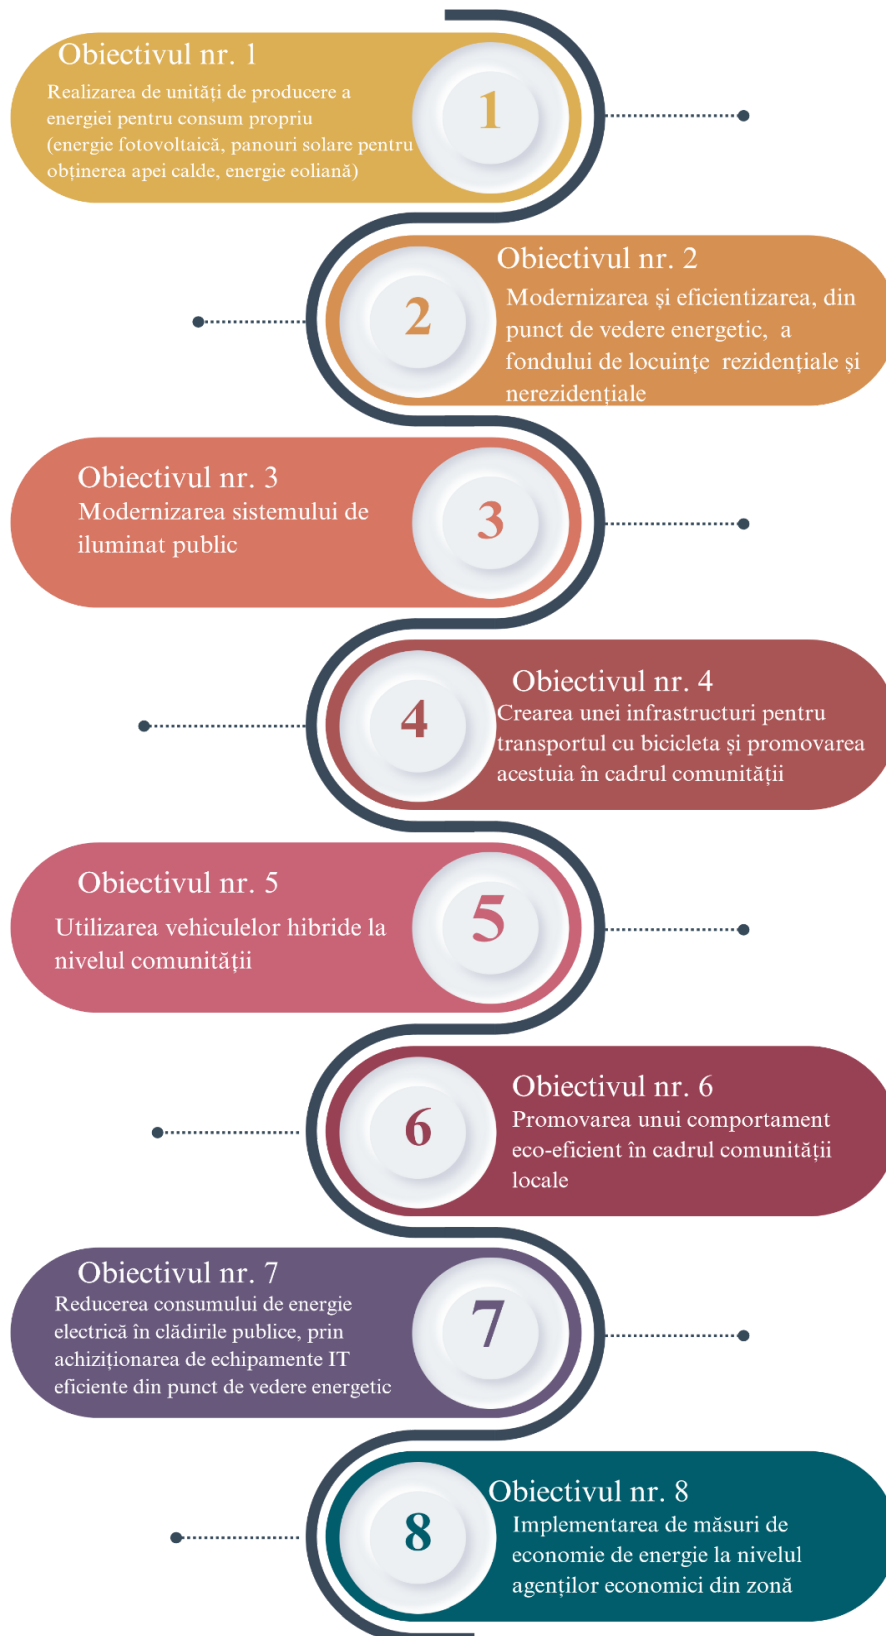 Obiectivul nr. 1
Realizarea de unități de producere a
energiei pentru consum propriu
(energie fotovoltaică, panouri solare pentru
obținerea apei calde, energie eoliană)
1
Obiectivul nr. 2
Modernizarea și eficientizarea, din
punct de vedere energetic, a
fondului de locuințe rezidențiale și
nerezidențiale
2
Obiectivul nr. 3
Modernizarea sistemului de
iluminat public
3
Obiectivul nr. 4
Crearea unei infrastructuri pentru
transportul cu bicicleta și promovarea
acestuia în cadrul comunității
4
Obiectivul nr. 5
Utilizarea vehiculelor hibride la
nivelul comunității
5
Obiectivul nr. 6
Promovarea unui comportament
eco-eficient în cadrul comunității
locale
6
Obiectivul nr. 7
Reducerea consumului de energie
electrică în clădirile publice, prin
achiziționarea de echipamente IT
eficiente din punct de vedere energetic
7
Obiectivul nr. 8
Implementarea de măsuri de
economie de energie la nivelul
agenților economici din zonă
8